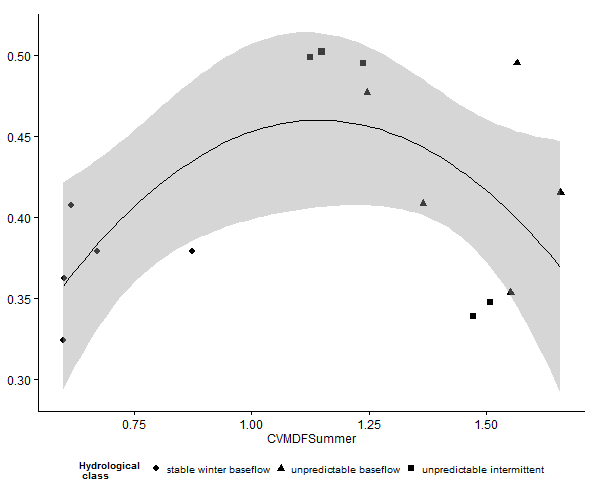 0.50
0.45
0.40
0.35
0.30
0.75 1.00 1.25 1.50
CVMDFSummer
Hydrological
class
stable winter baseflow unpredictable baseflow unpredictable intermittent